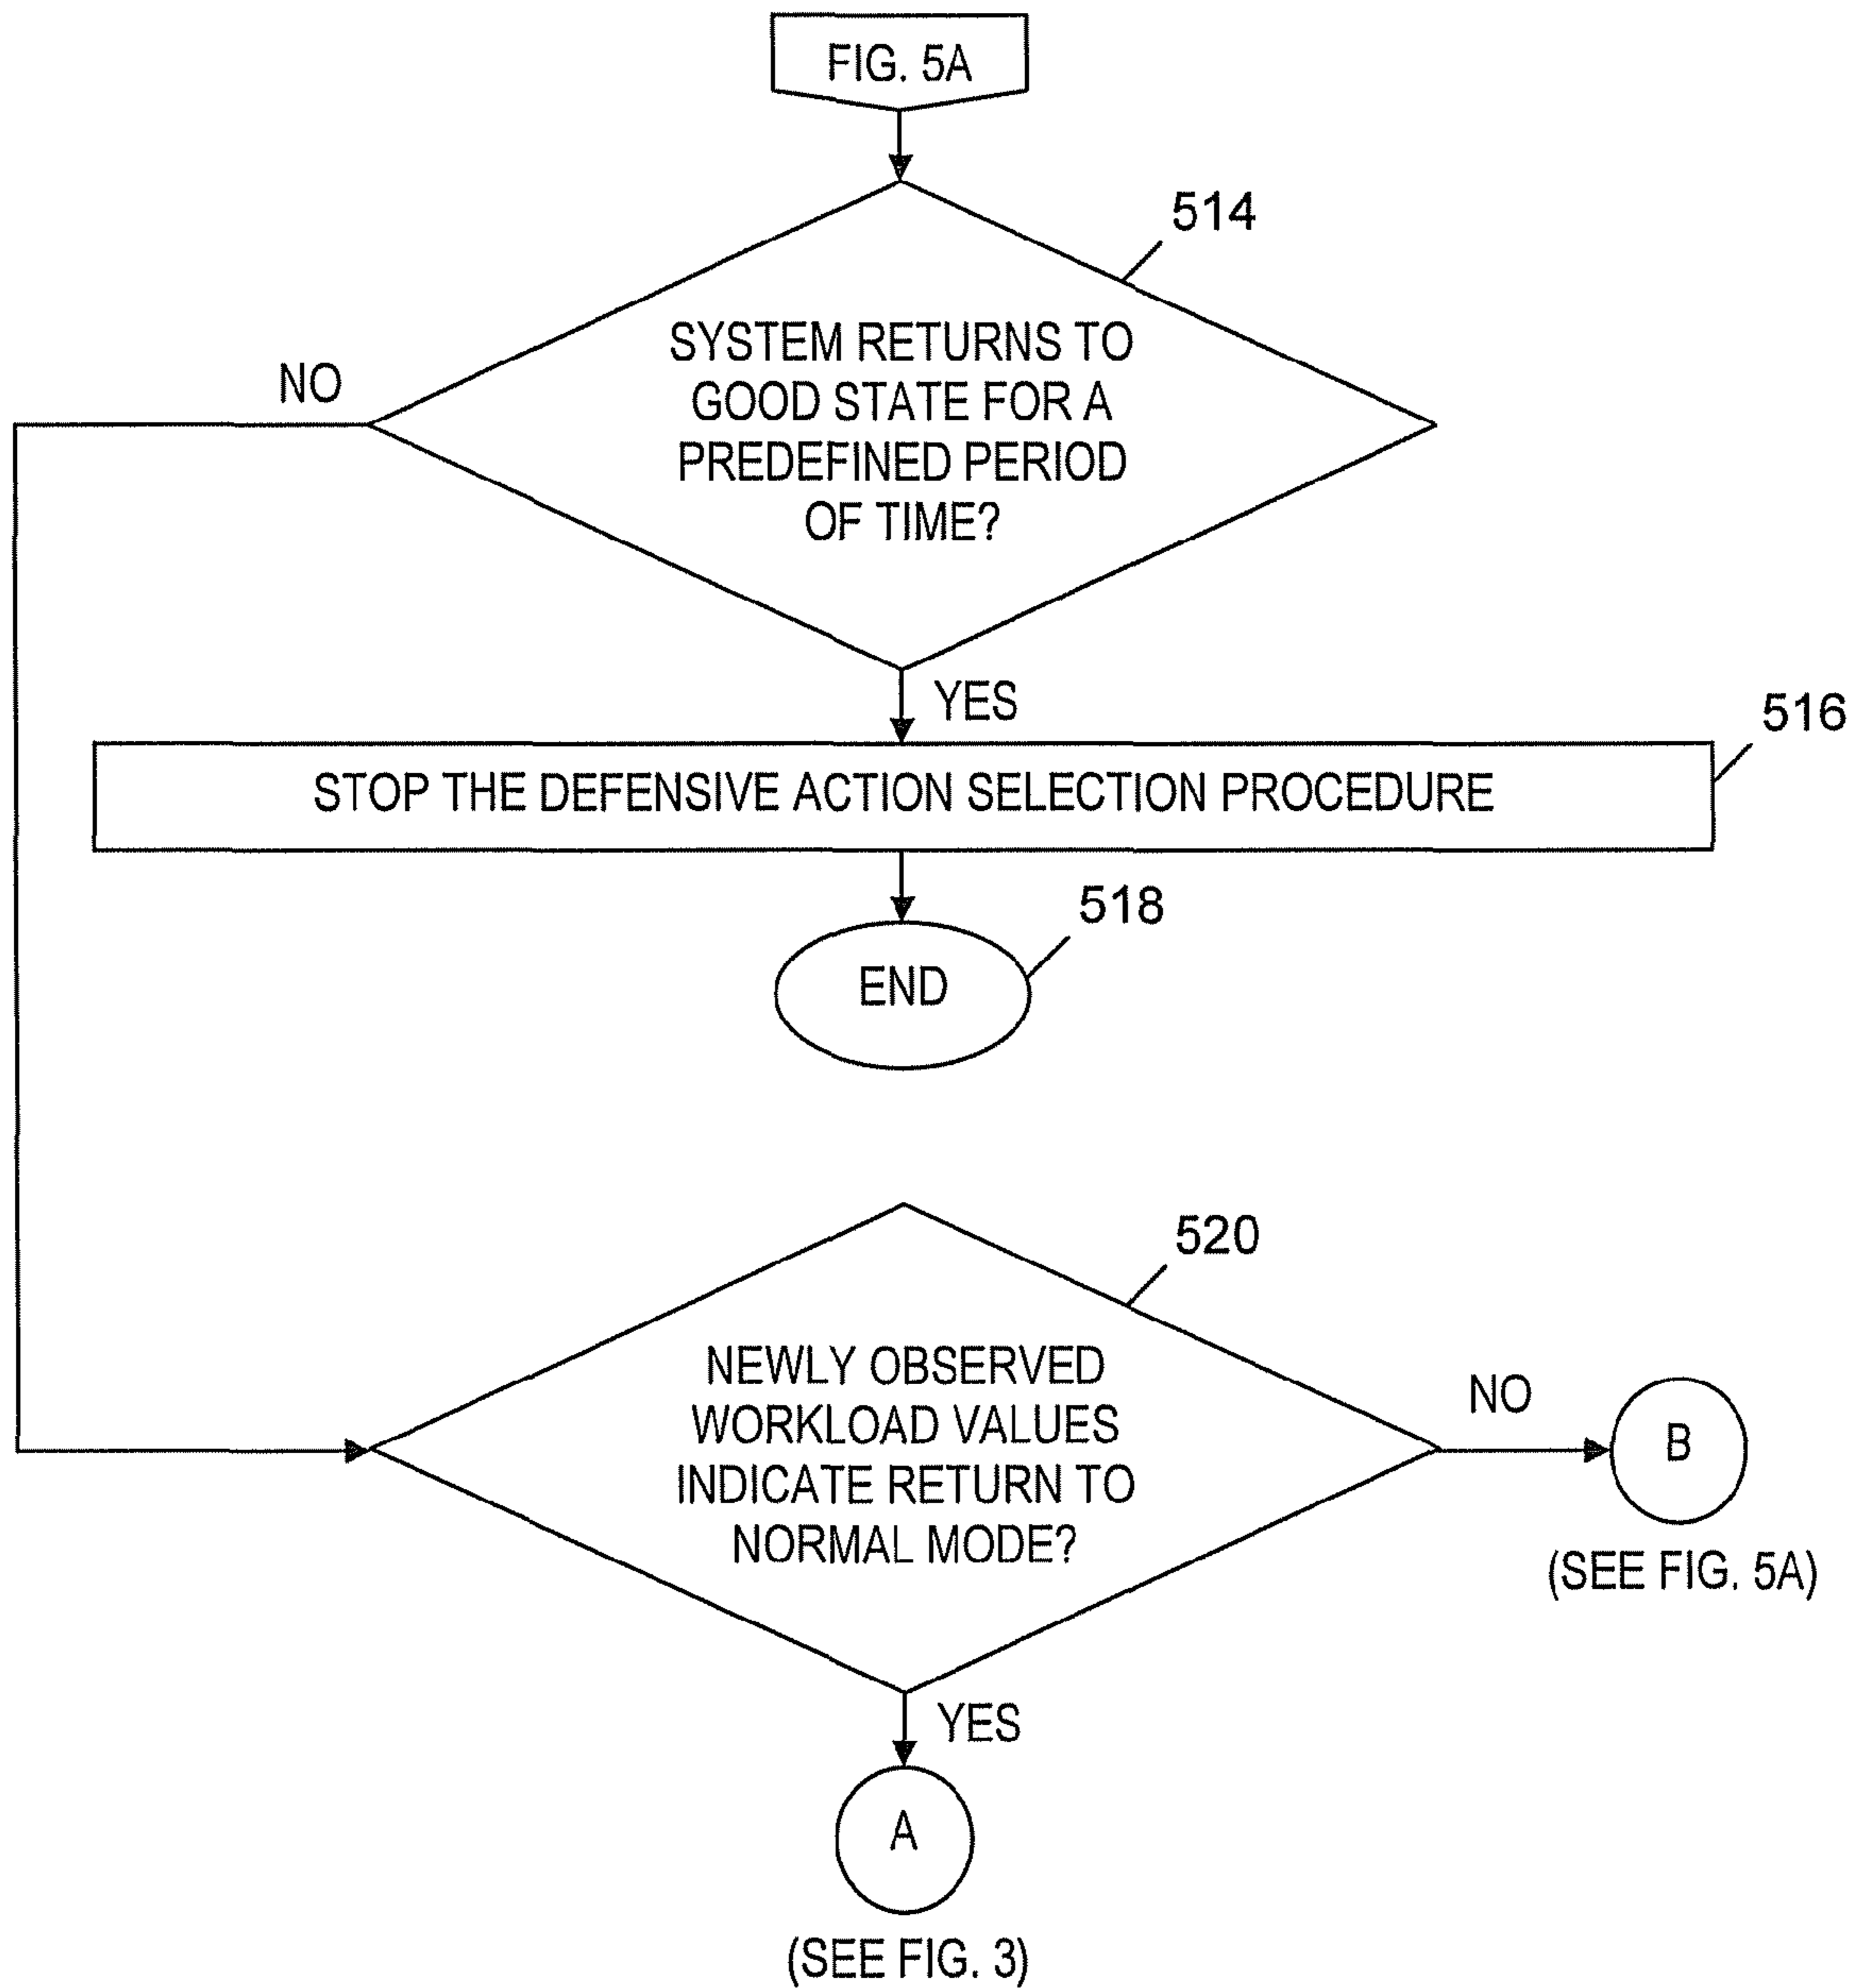 FIG. 5A
514
SYSTEM RETURNS TO
GOOD STATE FOR A
PREDEFINED PERIOD
OF TIME?
NO
YES
516
STOP THE DEFENSIVE ACTION SELECTION PROCEDURE
518
END
520
NEWLY OBSERVED
WORKLOAD VALUES
INDICATE RETURN TO
NORMAL MODE?
NO
B
(SEE FIG. 5A)
YES
A
(SEE FIG. 3)